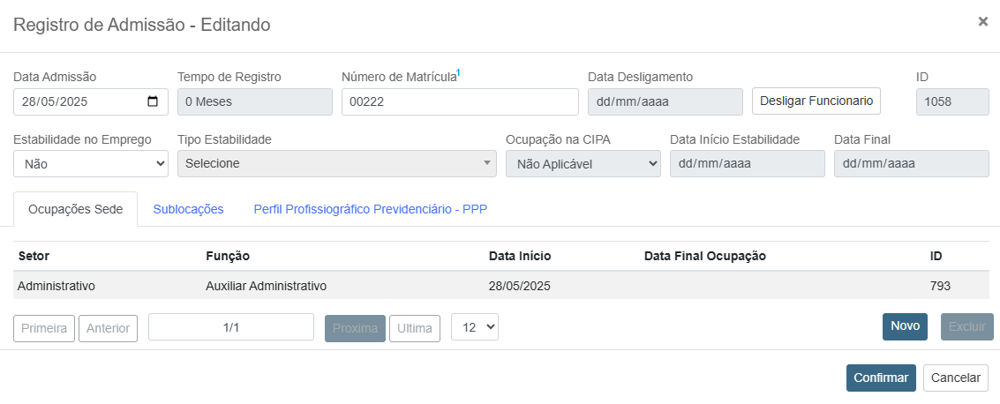 Registro de Admissão - Editando ×
Data Admissão Tempo de Registro Número de Matrícula¹ Data Desligamento ID
28/05/2025 0 Meses 00222 dd/mm/aaaa Desligar Funcionario 1058
Estabilidade no Emprego Tipo Estabilidade Ocupação na CIPA Data Início Estabilidade Data Final
Não Selecione Não Aplicável dd/mm/aaaa dd/mm/aaaa
Ocupações Sede Sublocações Perfil Profissiográfico Previdenciário - PPP
Setor Função Data Início Data Final Ocupação ID
Administrativo Auxiliar Administrativo 28/05/2025 793
Primeira Anterior 1/1 Proxima Ultima 12 Novo Excluir
Confirmar Cancelar